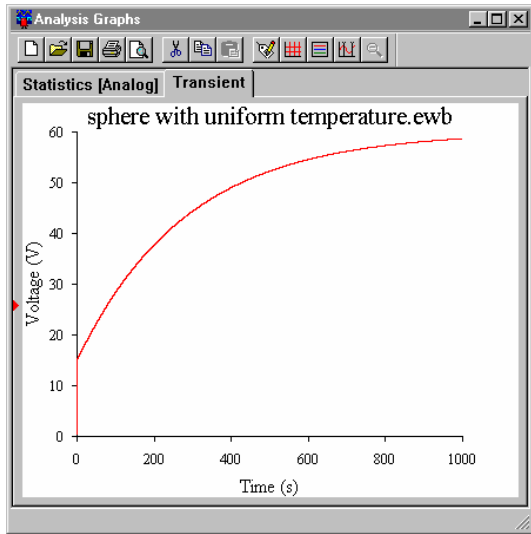 Analysis Graphs
Statistics [Analog] Transient
sphere with uniform temperature.ewb
60
50
40
30
20
10
0
Voltage (V)
0 200 400 600 800 1000
Time (s)